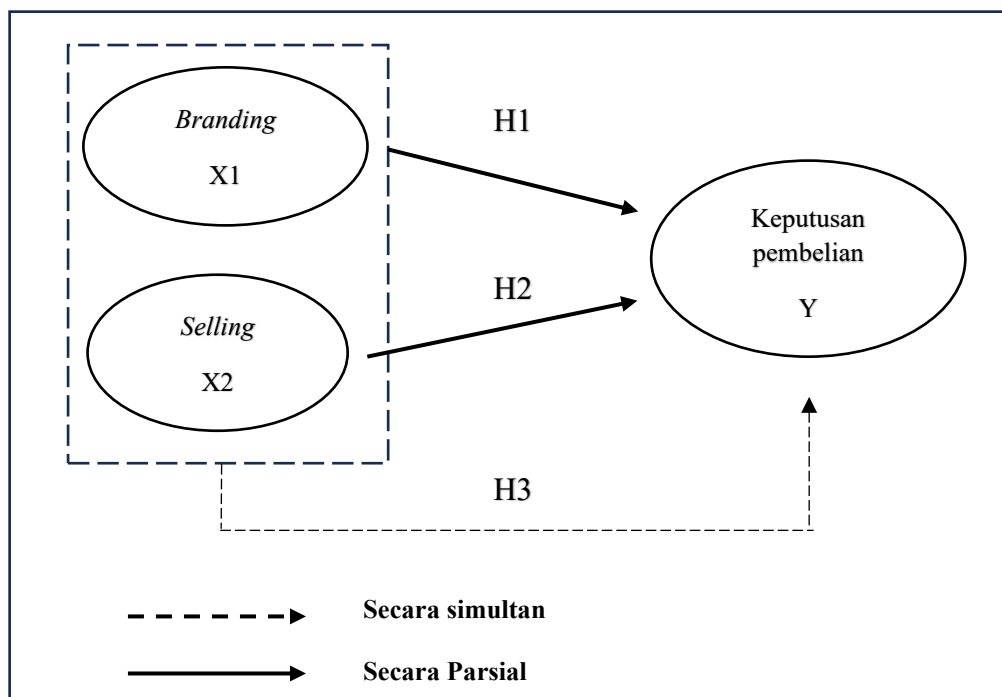 Branding
X1
H1
Keputusan
pembelian
Y
Selling
X2
H2
H3
Secara simultan
Secara Parsial